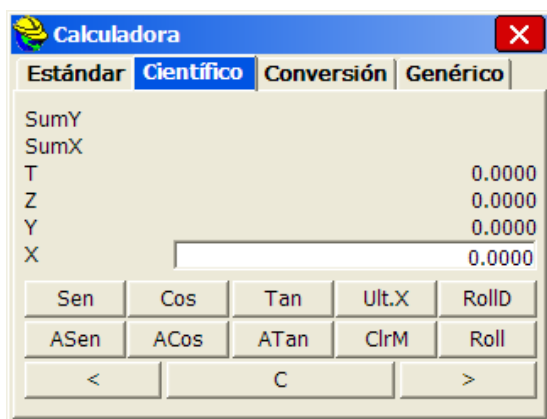 Calculadora
Estándar Científico Conversión Genérico
SumY
SumX
T 0.0000
Z 0.0000
Y 0.0000
X 0.0000
Sen Cos Tan Ult.X RollD
ASen ACos ATan ClrM Roll
< C >